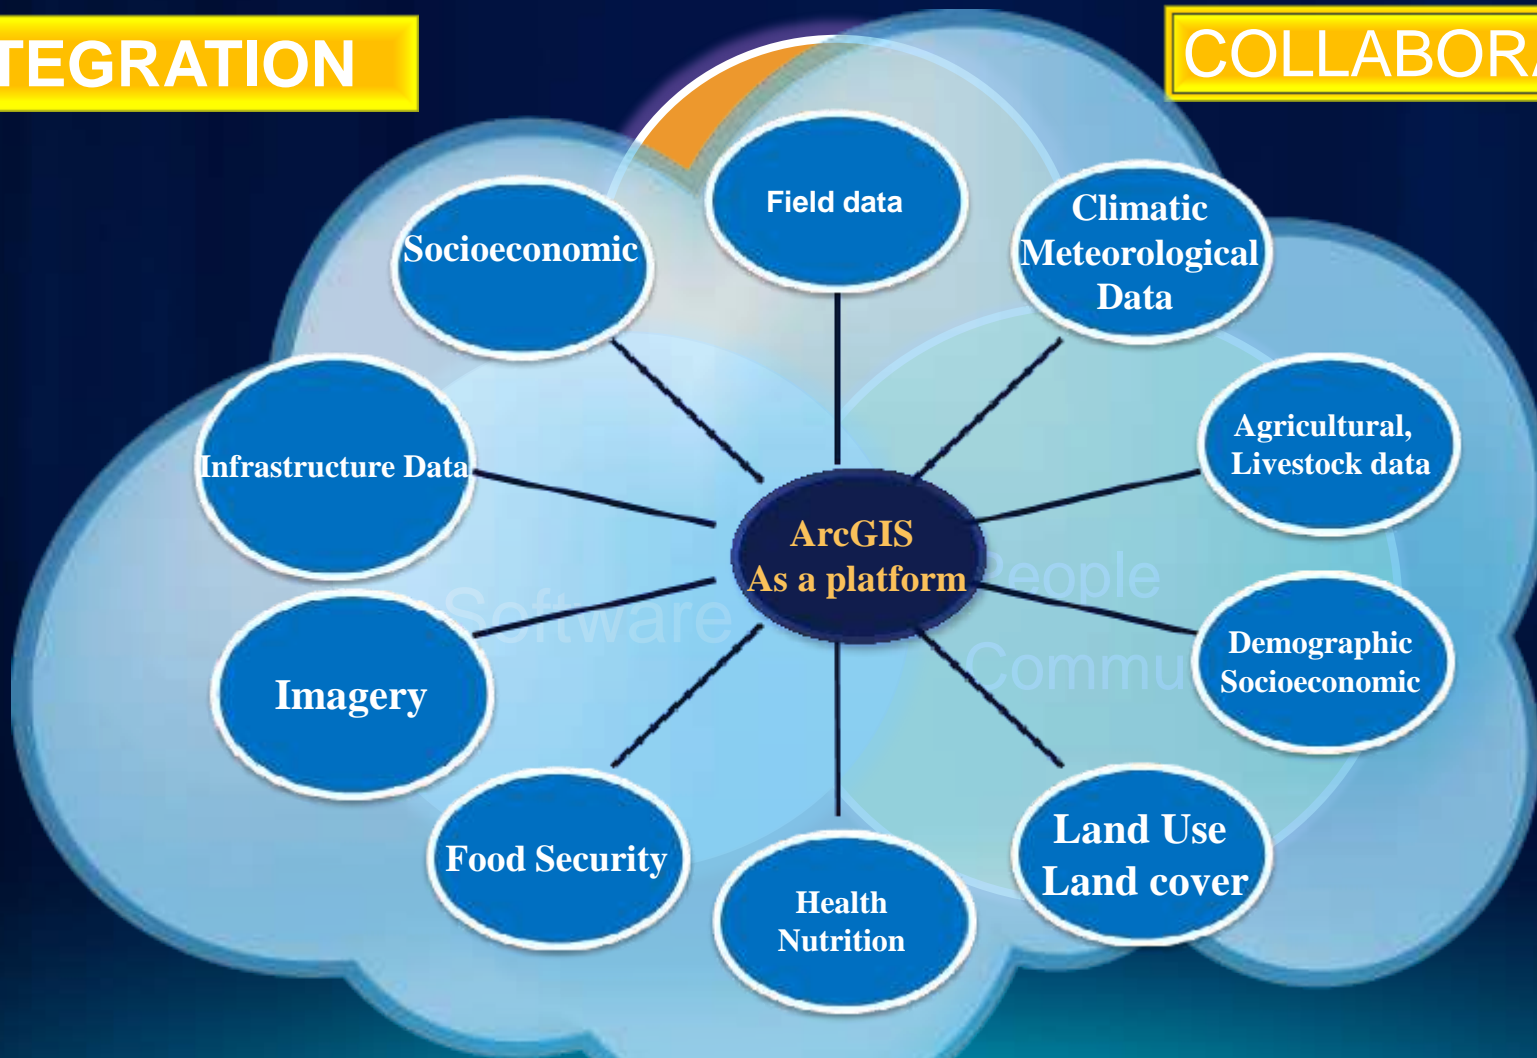 TEGRATION
COLLABORA
Field data
Climatic
Meteorological
Data
Socioeconomic
Agricultural,
Livestock data
Infrastructure Data
ArcGIS
As a platform
People
Commu
Software
Demographic
Socioeconomic
Imagery
Land Use
Land cover
Food Security
Health
Nutrition